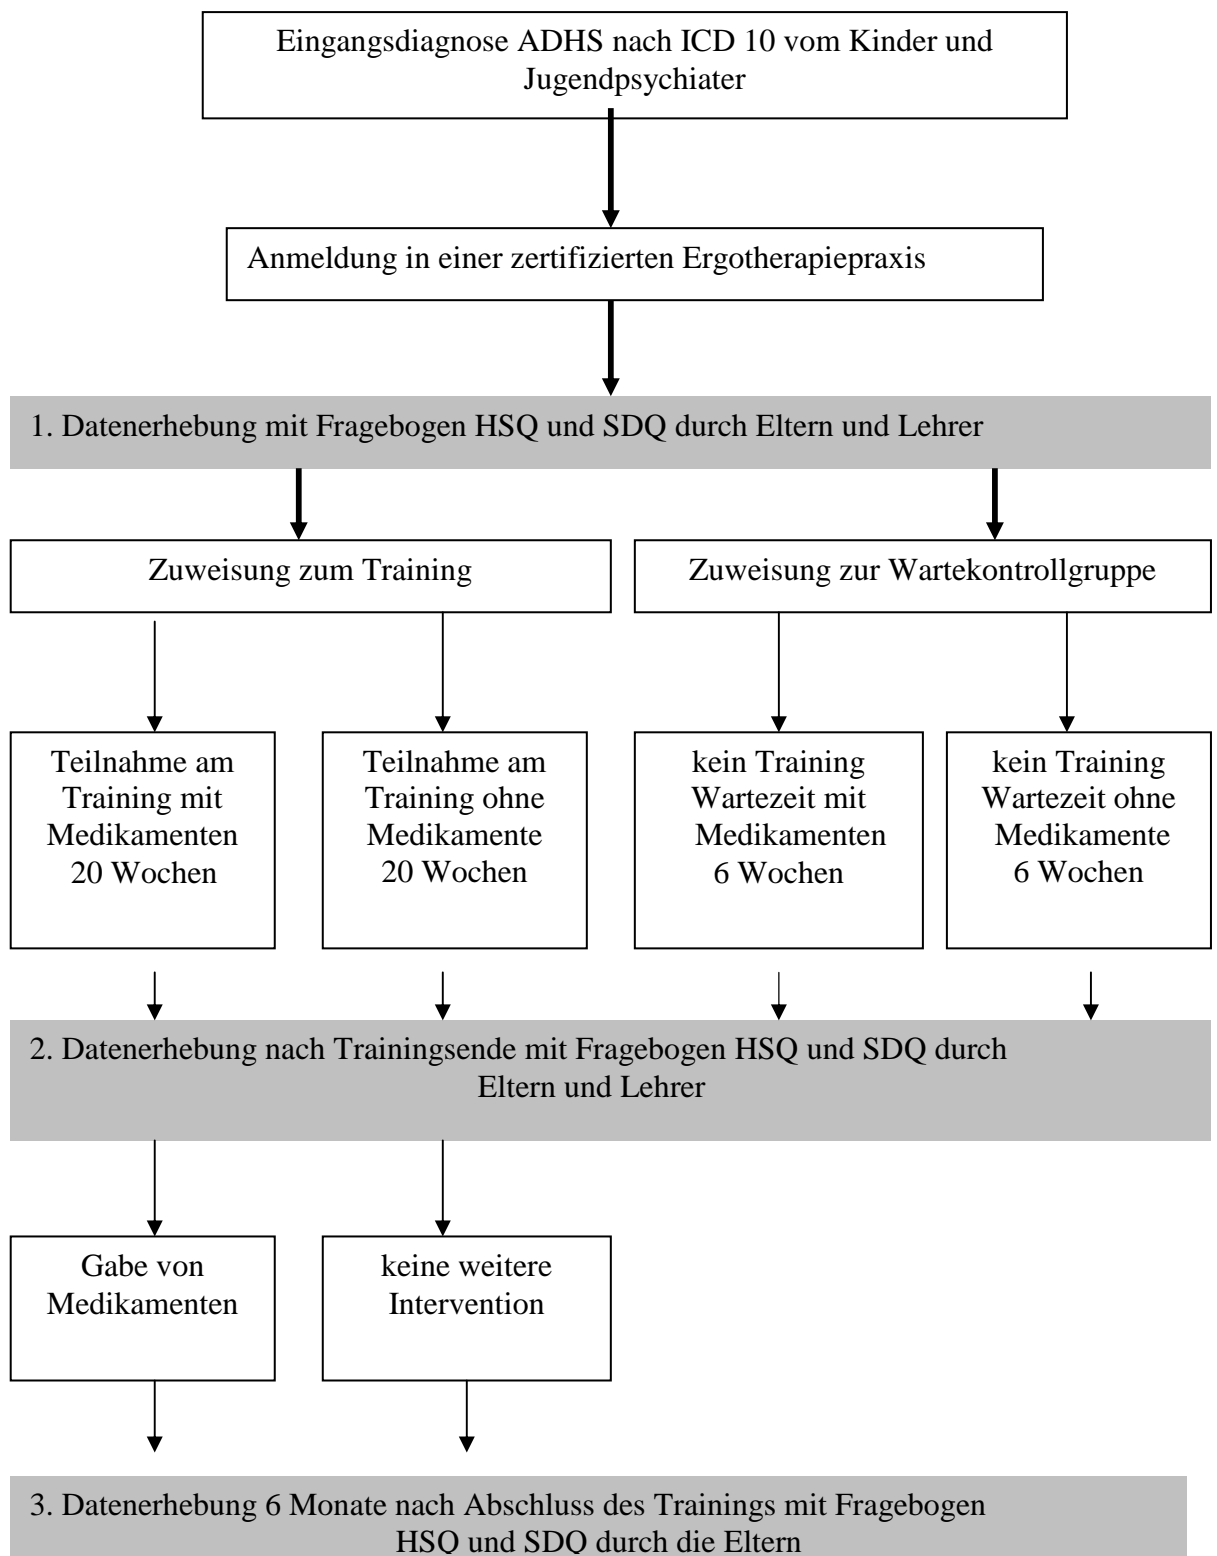 Eingangsdiagnose ADHS nach ICD 10 vom Kinder und
Jugendpsychiater
Anmeldung in einer zertifizierten Ergotherapiepraxis
1. Datenerhebung mit Fragebogen HSQ und SDQ durch Eltern und Lehrer
Zuweisung zum Training
Zuweisung zur Wartekontrollgruppe
Teilnahme am
Training mit
Medikamenten
20 Wochen
Teilnahme am
Training ohne
Medikamente
20 Wochen
kein Training
Wartezeit mit
Medikamenten
6 Wochen
kein Training
Wartezeit ohne
Medikamente
6 Wochen
2. Datenerhebung nach Trainingsende mit Fragebogen HSQ und SDQ durch
Eltern und Lehrer
Gabe von
Medikamenten
keine weitere
Intervention
3. Datenerhebung 6 Monate nach Abschluss des Trainings mit Fragebogen
HSQ und SDQ durch die Eltern